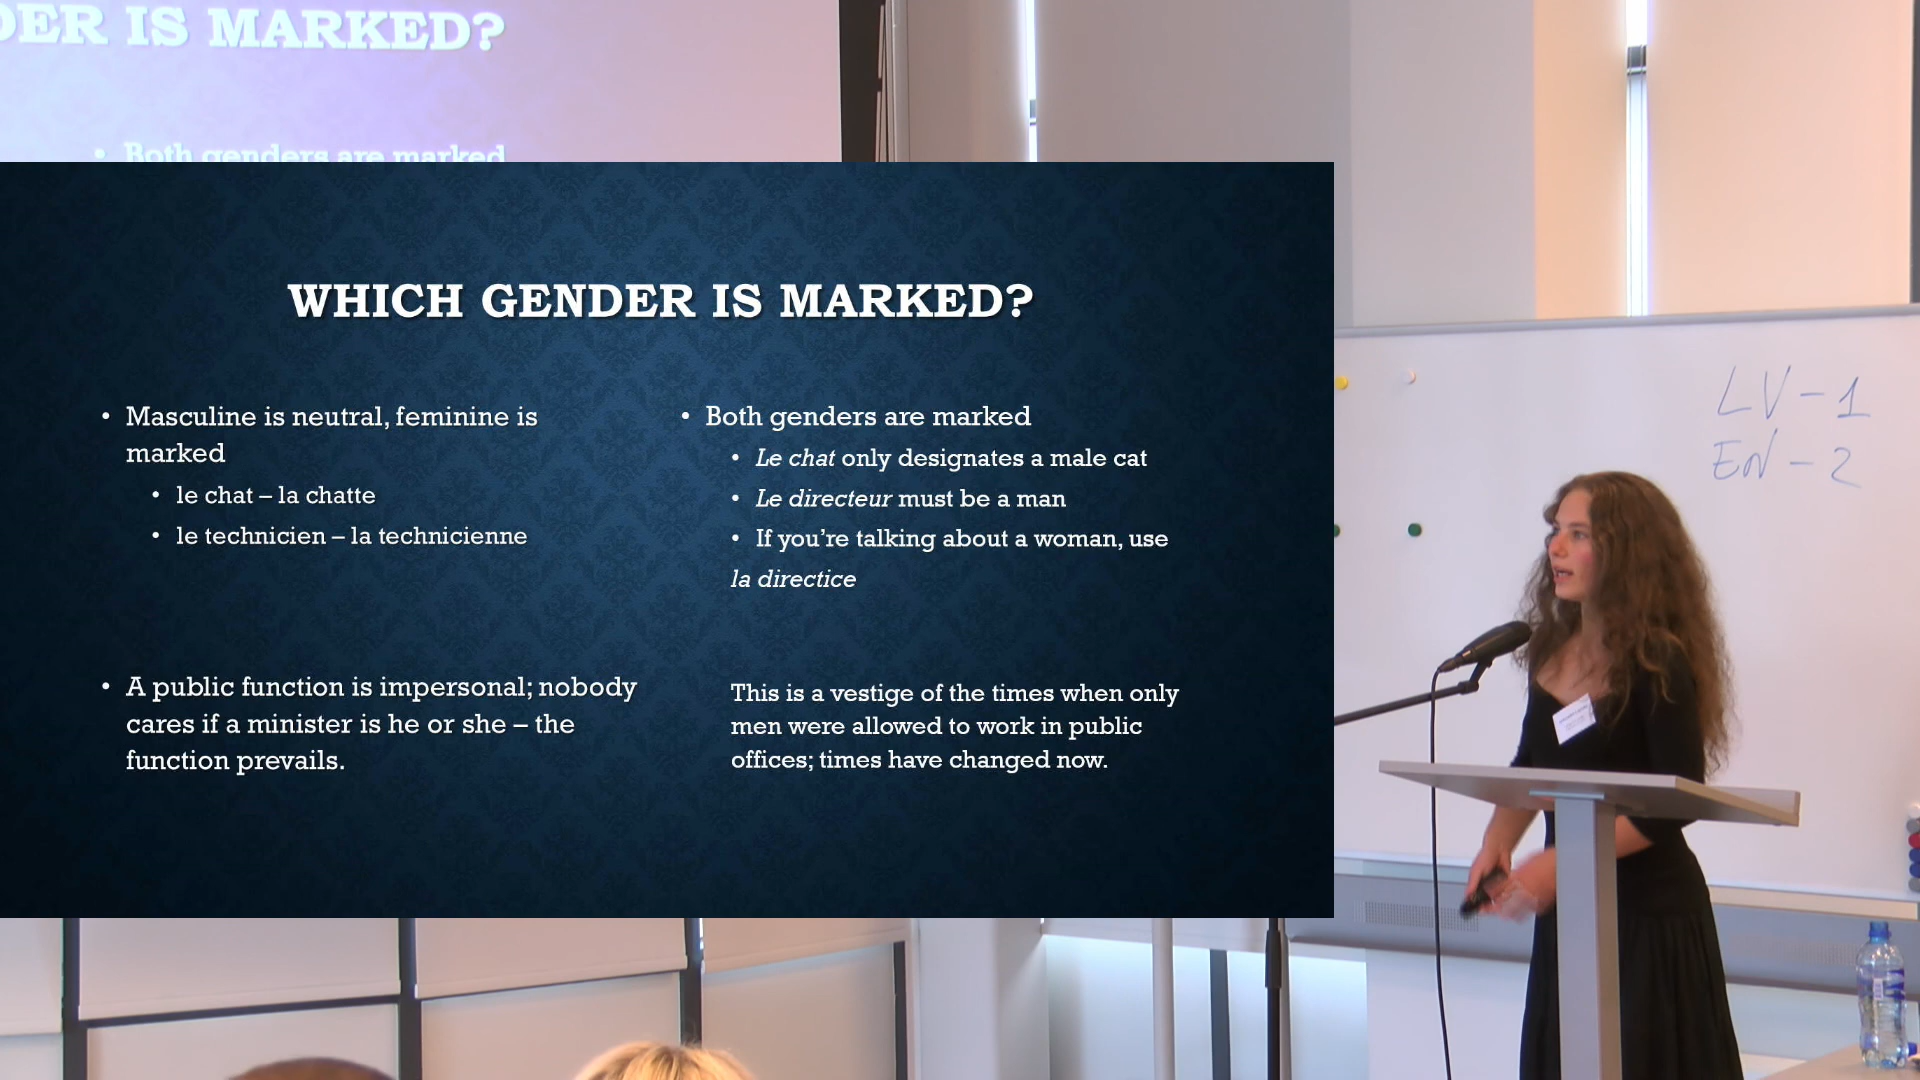 DER IS MARKED?
• Both genders are marked
WHICH GENDER IS MARKED?
• Masculine is neutral, feminine is
marked
• le chat – la chatte
• le technicien – la technicienne
• A public function is impersonal; nobody
cares if a minister is he or she – the
function prevails.
• Both genders are marked
• Le chat only designates a male cat
• Le directeur must be a man
• If you're talking about a woman, use
la directice
This is a vestige of the times when only
men were allowed to work in public
offices; times have changed now.
LV - 1
EN - 2